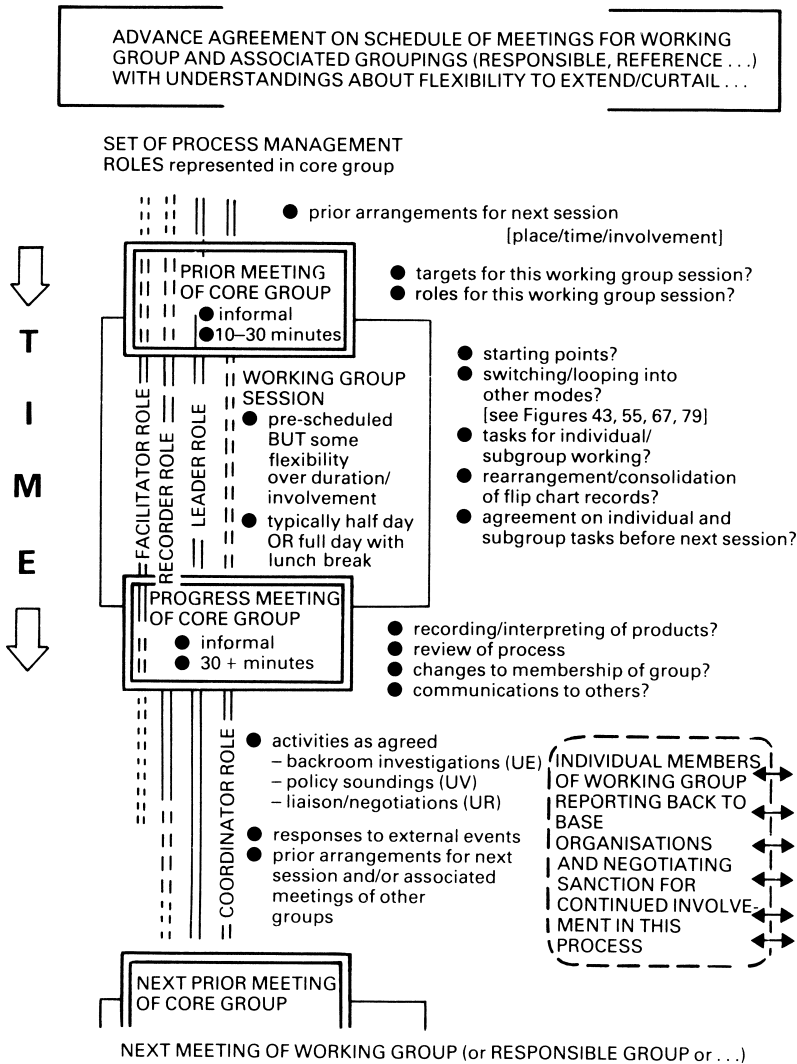 ADVANCE AGREEMENT ON SCHEDULE OF MEETINGS FOR WORKING
GROUP AND ASSOCIATED GROUPINGS (RESPONSIBLE, REFERENCE . . .)
WITH UNDERSTANDINGS ABOUT FLEXIBILITY TO EXTEND/CURTAIL . . .
SET OF PROCESS MANAGEMENT
ROLES represented in core group
● prior arrangements for next session
[place/time/involvement]
PRIOR MEETING
OF CORE GROUP
● informal
● 10–30 minutes
● targets for this working group session?
● roles for this working group session?
TIME
FACILITATOR ROLE
RECORDER ROLE
LEADER ROLE
WORKING GROUP
SESSION
● pre-scheduled
BUT some
flexibility
over duration/
involvement
● typically half day
OR full day with
lunch break
● starting points?
● switching/looping into
other modes?
[see Figures 43, 55, 67, 79]
● tasks for individual/
subgroup working?
● rearrangement/consolidation
of flip chart records?
● agreement on individual and
subgroup tasks before next session?
PROGRESS MEETING
OF CORE GROUP
● informal
● 30 + minutes
● recording/interpreting of products?
● review of process
● changes to membership of group?
● communications to others?
COORDINATOR ROLE
● activities as agreed
– backroom investigations (UE)
– policy soundings (UV)
– liaison/negotiations (UR)
● responses to external events
● prior arrangements for next
session and/or associated
meetings of other
groups
INDIVIDUAL MEMBERS
OF WORKING GROUP
REPORTING BACK TO
BASE
ORGANISATIONS
AND NEGOTIATING
SANCTION FOR
CONTINUED INVOLVE-
MENT IN THIS
PROCESS
NEXT PRIOR MEETING
OF CORE GROUP
NEXT MEETING OF WORKING GROUP (or RESPONSIBLE GROUP or . . .)